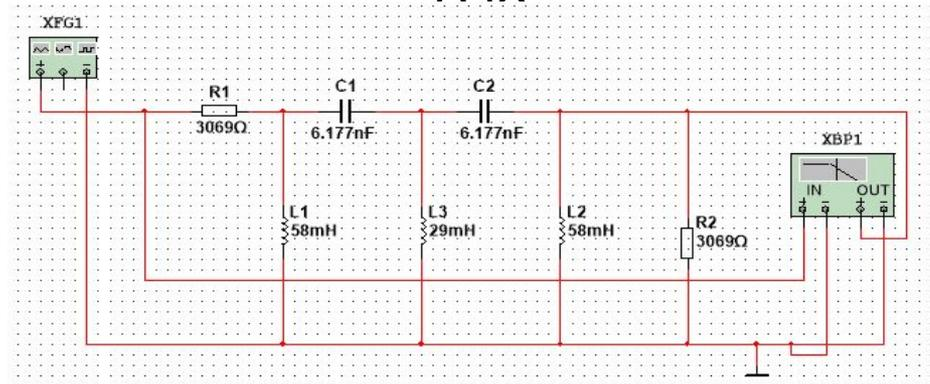 XFG1
R1
3069Ω
C1
6.177nF
C2
6.177nF
XBP1
IN OUT
L1
58mH
L3
29mH
L2
58mH
R2
3069Ω